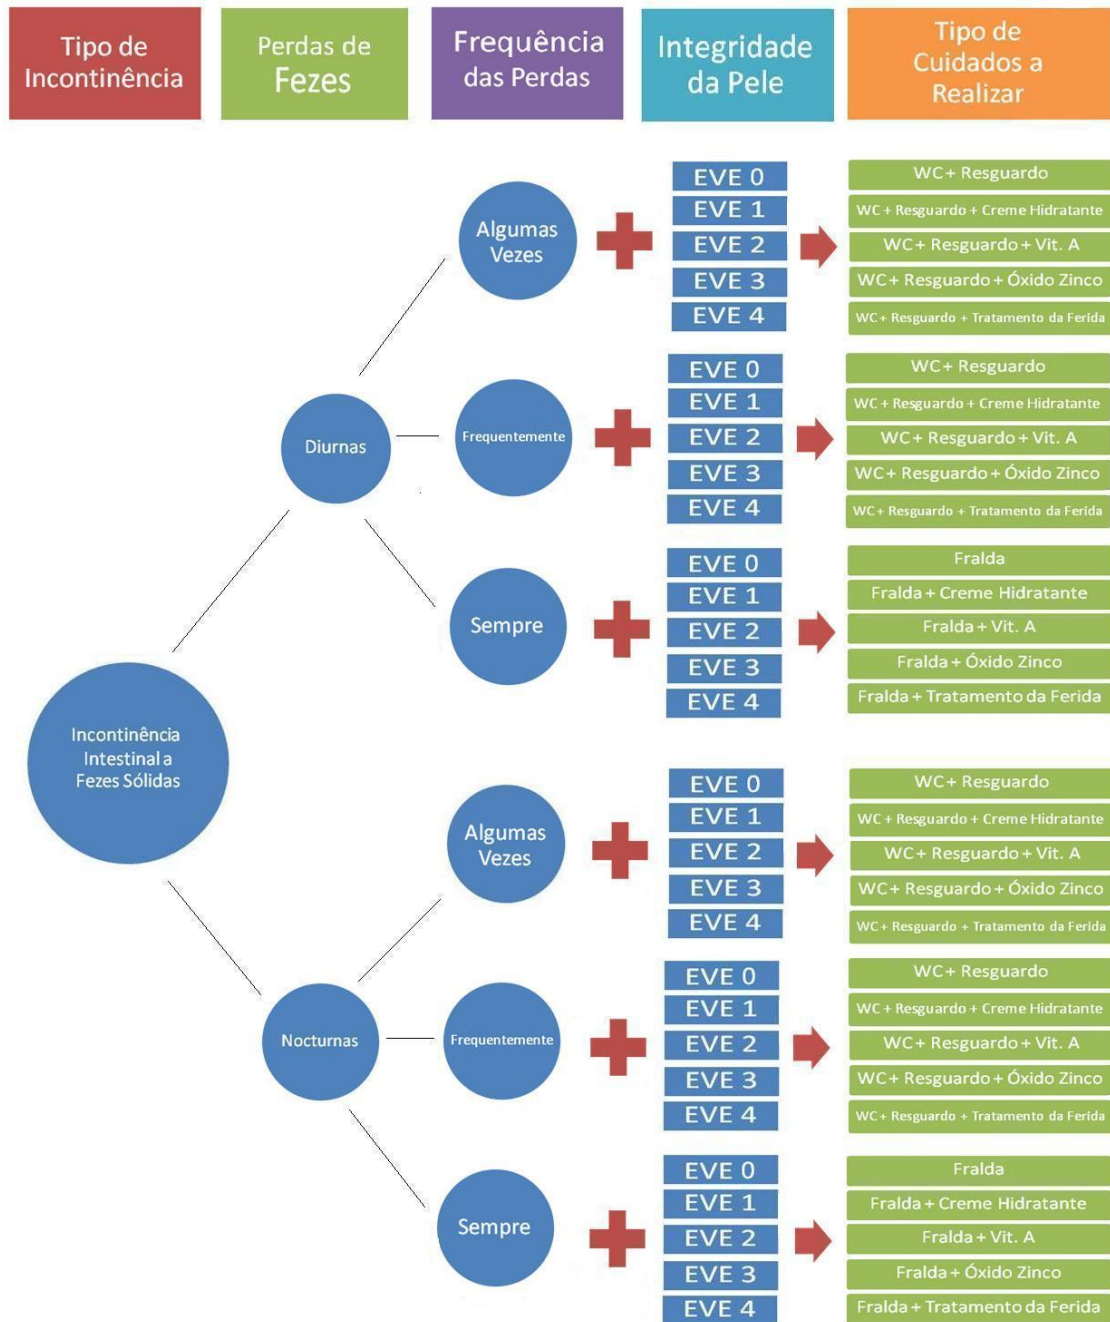 Tipo de
Incontinência
Perdas de
Fezes
Frequência
das Perdas
Integridade
da Pele
Tipo de
Cuidados a
Realizar
Incontinência
Intestinal a
Fezes Sólidas
Diurnas
Algumas
Vezes
EVE 0
EVE 1
EVE 2
EVE 3
EVE 4
WC + Resguardo
WC + Resguardo + Creme Hidratante
WC + Resguardo + Vit. A
WC + Resguardo + Óxido Zinco
WC + Resguardo + Tratamento da Ferida
Frequentemente
EVE 0
EVE 1
EVE 2
EVE 3
EVE 4
WC + Resguardo
WC + Resguardo + Creme Hidratante
WC + Resguardo + Vit. A
WC + Resguardo + Óxido Zinco
WC + Resguardo + Tratamento da Ferida
Sempre
EVE 0
EVE 1
EVE 2
EVE 3
EVE 4
Fralda
Fralda + Creme Hidratante
Fralda + Vit. A
Fralda + Óxido Zinco
Fralda + Tratamento da Ferida
Nocturnas
Algumas
Vezes
EVE 0
EVE 1
EVE 2
EVE 3
EVE 4
WC + Resguardo
WC + Resguardo + Creme Hidratante
WC + Resguardo + Vit. A
WC + Resguardo + Óxido Zinco
WC + Resguardo + Tratamento da Ferida
Frequentemente
EVE 0
EVE 1
EVE 2
EVE 3
EVE 4
WC + Resguardo
WC + Resguardo + Creme Hidratante
WC + Resguardo + Vit. A
WC + Resguardo + Óxido Zinco
WC + Resguardo + Tratamento da Ferida
Sempre
EVE 0
EVE 1
EVE 2
EVE 3
EVE 4
Fralda
Fralda + Creme Hidratante
Fralda + Vit. A
Fralda + Óxido Zinco
Fralda + Tratamento da Ferida